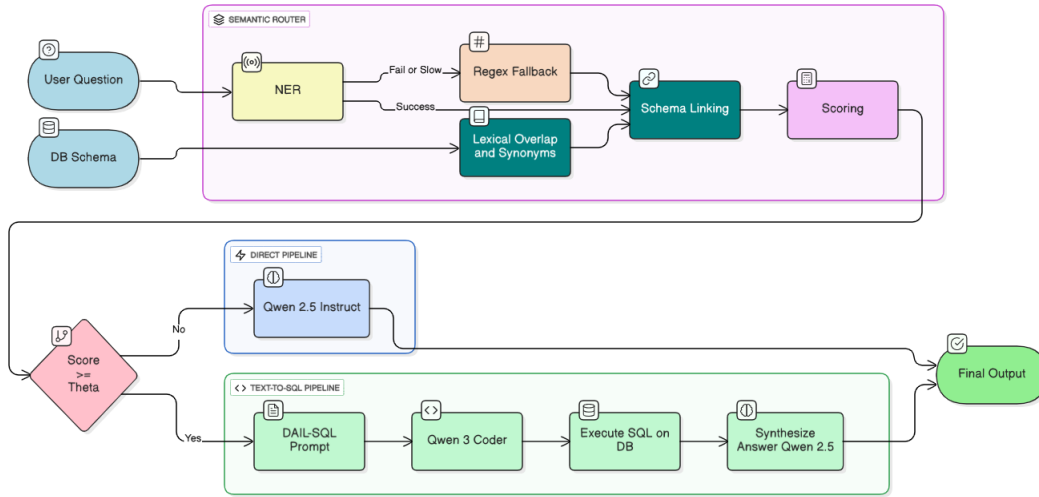 SEMANTIC ROUTER
User Question
NER
Fail or Slow
Success
Regex Fallback
Schema Linking
Scoring
DB Schema
Lexical Overlap
and Synonyms
DIRECT PIPELINE
Qwen 2.5 Instruct
No
Score
>=
Theta
Yes
Final Output
TEXT-TO-SQL PIPELINE
DAIL-SQL
Prompt
Qwen 3 Coder
Execute SQL on
DB
Synthesize
Answer Qwen 2.5